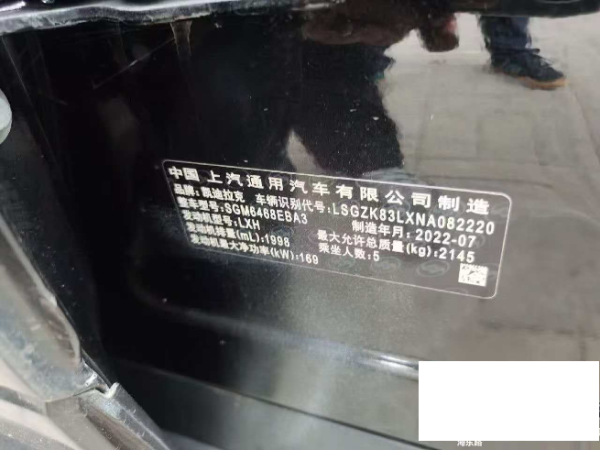 中国上汽通用汽车有限公司制造
品牌:凯迪拉克 车辆识别代号:LSGZK83LXNA082220
整车型号:SGM6468EBA3 制造年月:2022-07
发动机型号:LXH 最大允许总质量(kg):2145
发动机排量(mL):1998 乘坐人数:5
发动机最大净功率(kW):169